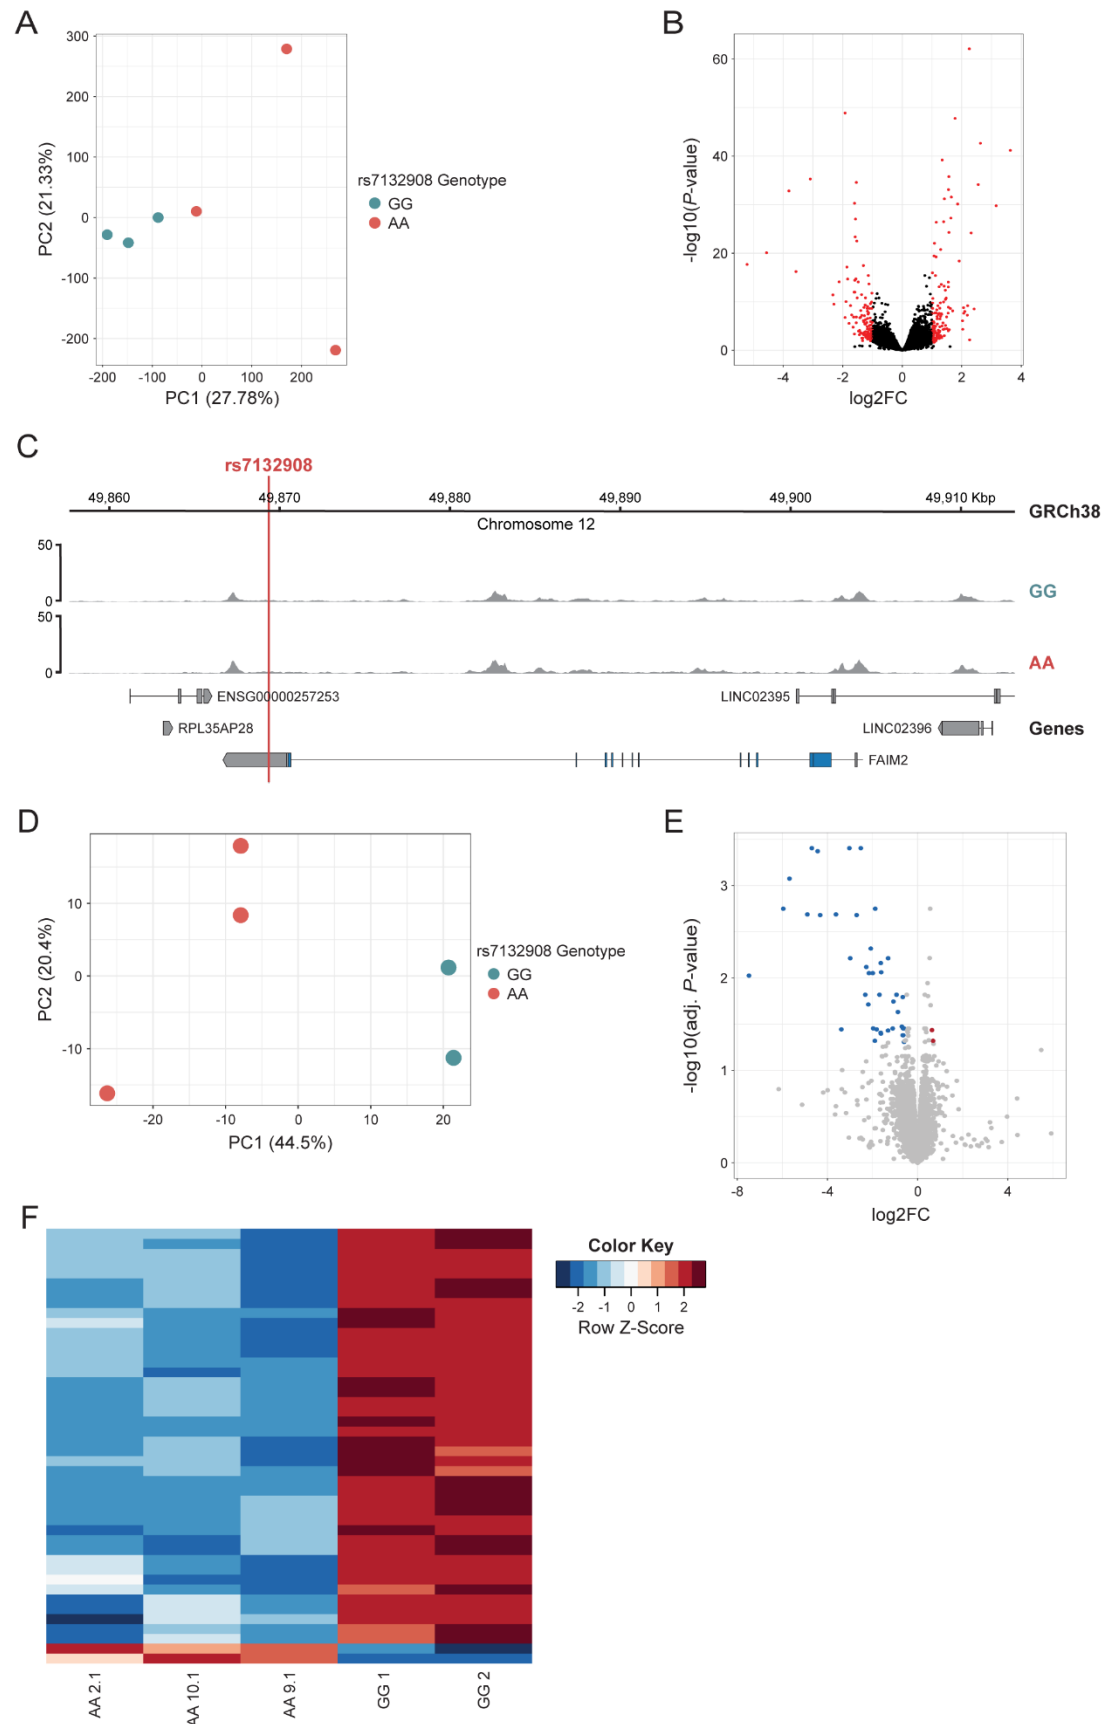 A
300
200
100
0
-100
-200
-200
-100
0
100
200
PC2 (21.33%)
PC1 (27.78%)
rs7132908 Genotype
GG
AA
B
60
40
20
0
-4
-2
0
2
4
-log10(P-value)
log2FC
C
rs7132908
49,860
49,870
49,880
49,890
49,900
49,910 Kbp
GRCh38
Chromosome 12
50
0
GG
50
0
AA
ENSG00000257253
LINC02395
RPL35AP28
LINC02396
Genes
FAIM2
D
10
0
-10
-20
-10
0
10
20
PC2 (20.4%)
PC1 (44.5%)
rs7132908 Genotype
GG
AA
E
3
2
1
0
-8
-4
0
4
-log10(adj. P-value)
log2FC
F
Color Key
-2 -1 0 1 2
Row Z-Score
AA 2.1
AA 10.1
AA 9.1
GG 1
GG 2